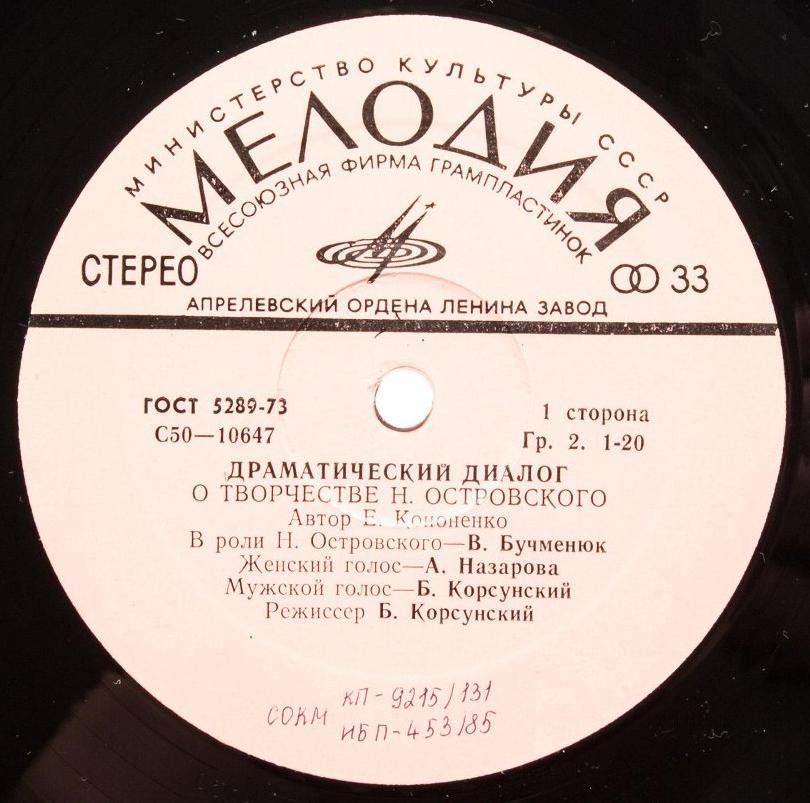 МИНИСТЕРСТВО КУЛЬТУРЫ СССР
МЕЛОДИЯ
ВСЕСОЮЗНАЯ ФИРМА ГРАМПЛАСТИНОК
СТЕРЕО
33
АПРЕЛЕВСКИЙ ОРДЕНА ЛЕНИНА ЗАВОД
ГОСТ 5289-73
С50—10647
1 сторона
Гр. 2. 1-20
ДРАМАТИЧЕСКИЙ ДИАЛОГ
О ТВОРЧЕСТВЕ Н. ОСТРОВСКОГО
Автор Е. Кононенко
В роли Н. Островского—В. Бучменюк
Женский голос—А. Назарова
Мужской голос—Б. Корсунский
Режиссер Б. Корсунский
СОКМ КП-9215/131
ИБП-453/85